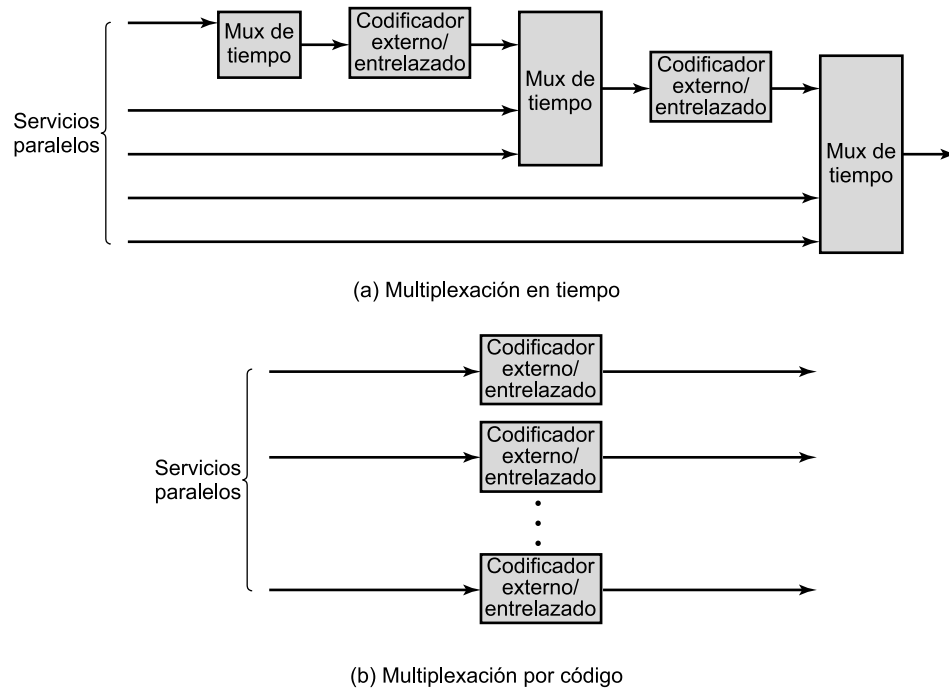 Mux de
tiempo
Codificador
externo/
entrelazado
Mux de
tiempo
Codificador
externo/
entrelazado
Mux de
tiempo
Servicios
paralelos
(a) Multiplexación en tiempo
Codificador
externo/
entrelazado
Codificador
externo/
entrelazado
Servicios
paralelos
Codificador
externo/
entrelazado
(b) Multiplexación por código